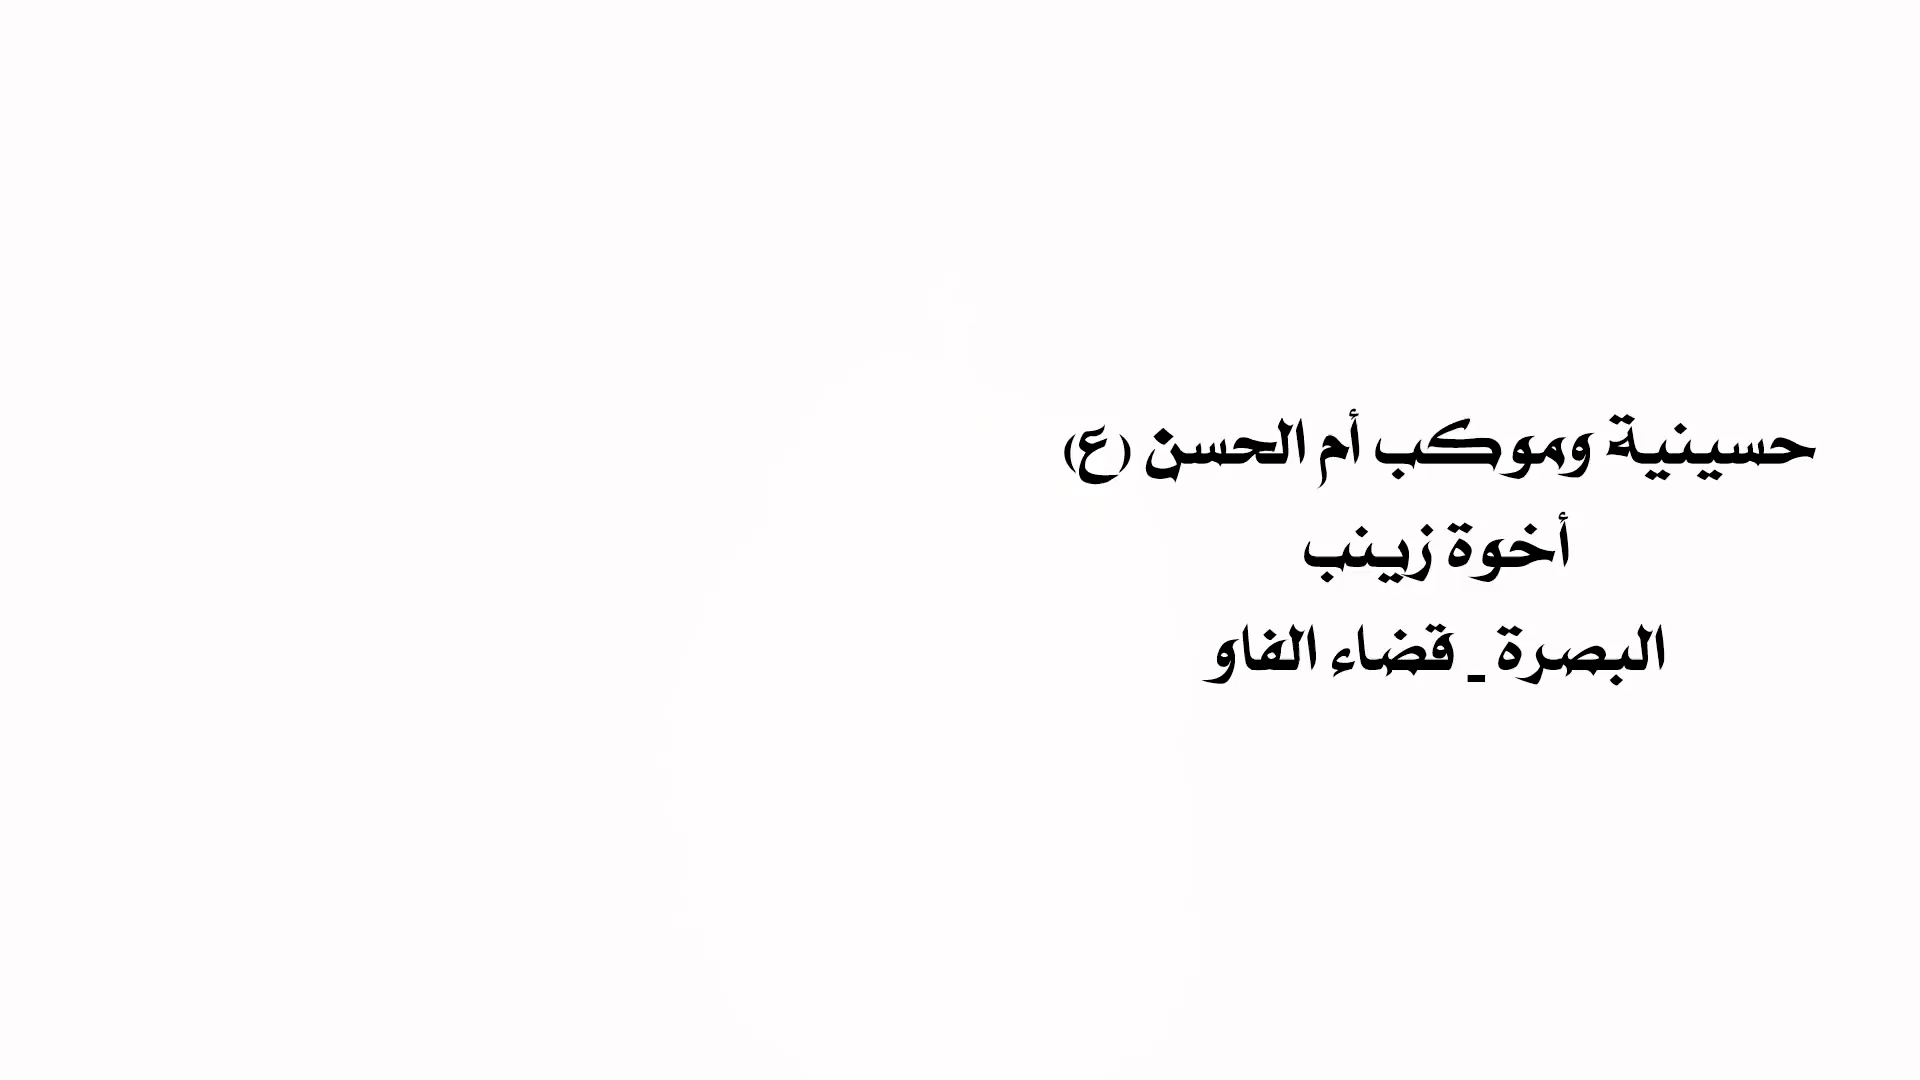 حسينية وموكب أم الحسن (ع)
أخوة زينب
البصرة _ قضاء الفاو